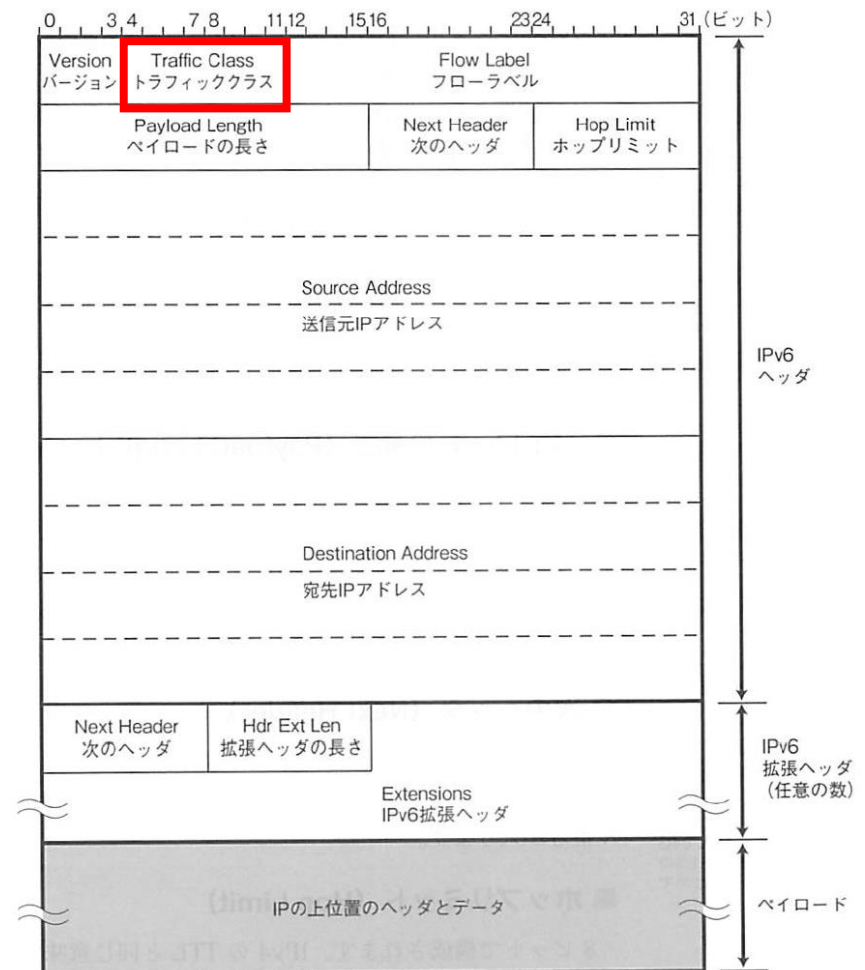 0 3 4 7 8 11 12 15 16 23 24 31 (ビット)
Version Traffic Class Flow Label
バージョン トラフィッククラス フローラベル
Payload Length Next Header Hop Limit
ペイロードの長さ 次のヘッダ ホップリミット
Source Address
送信元IPアドレス
IPv6
ヘッダ
Destination Address
宛先IPアドレス
Next Header Hdr Ext Len
次のヘッダ 拡張ヘッダの長さ
IPv6
拡張ヘッダ
(任意の数)
Extensions
IPv6拡張ヘッダ
IPの上位置のヘッダとデータ
ペイロード